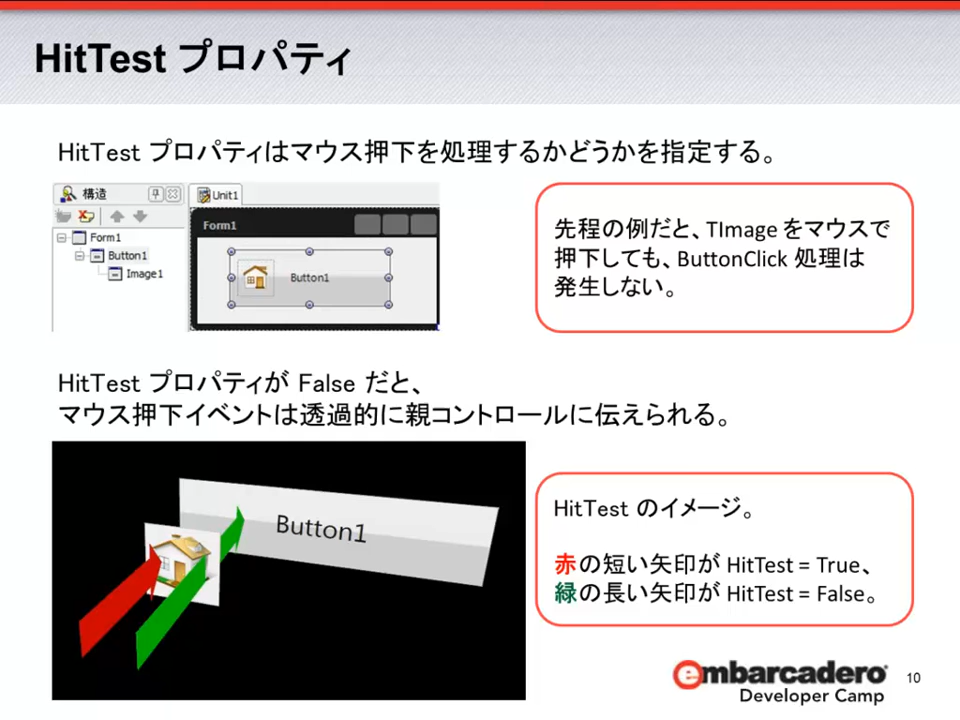 HitTest プロパティ
HitTest プロパティはマウス押下を処理するかどうかを指定する。
構造
Form1
Button1
Image1
Unit1
Form1
Button1
先程の例だと、TImage をマウスで
押下しても、ButtonClick 処理は
発生しない。
HitTest プロパティが False だと、
マウス押下イベントは透過的に親コントロールに伝えられる。
Button1
HitTest のイメージ。
赤の短い矢印が HitTest = True、
緑の長い矢印が HitTest = False。
embarcadero
Developer Camp
10